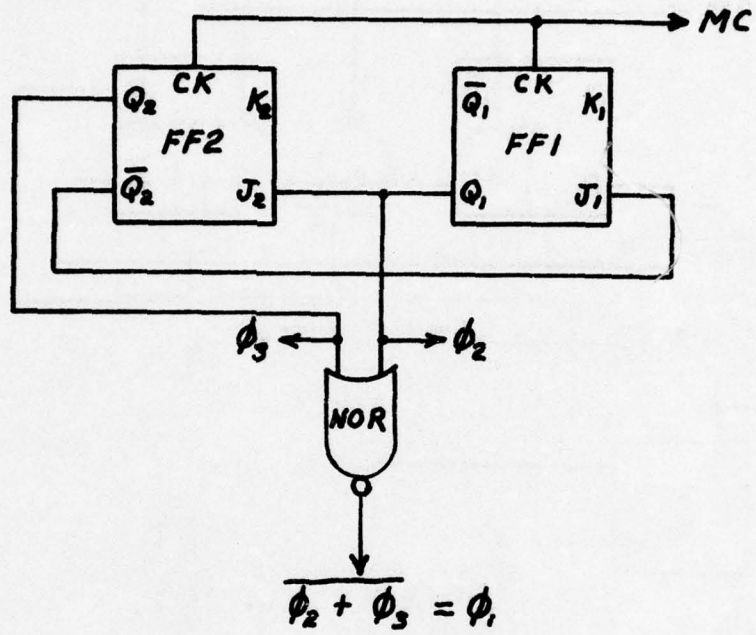 MC
CK
Q₂
K₂
FF2
Q̅₂
J₂
CK
Q̅₁
K₁
FF1
Q₁
J₁
ϕ₃
ϕ₂
NOR
‾ϕ₂ + ϕ₃‾ = ϕ₁